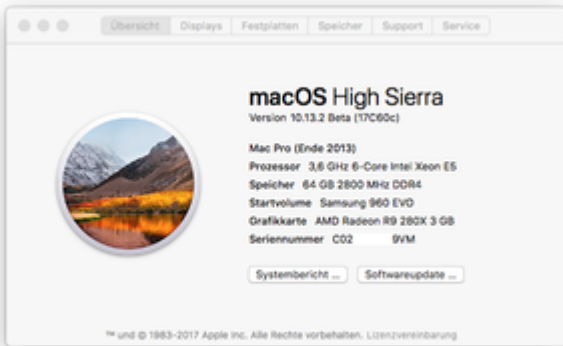 Übersicht Displays Festplatten Speicher Support Service
macOS High Sierra
Version 10.13.2 Beta (17C60c)
Mac Pro (Ende 2013)
Prozessor 3,6 GHz 6-Core Intel Xeon E5
Speicher 64 GB 2800 MHz DDR4
Startvolume Samsung 960 EVO
Grafikkarte AMD Radeon R9 280X 3 GB
Seriennummer C02 9VM
Systembericht ... Softwareupdate ...
™ und © 1983-2017 Apple Inc. Alle Rechte vorbehalten. Lizenzvereinbarung